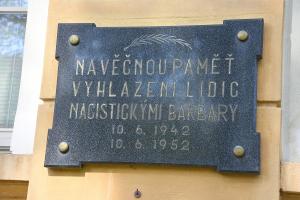 NAVĚČNOU PAMĚŤ
VYHLAZENÍ LIDIC
NACISTICKÝMI BARBARY
10. 6. 1942
10. 6. 1952